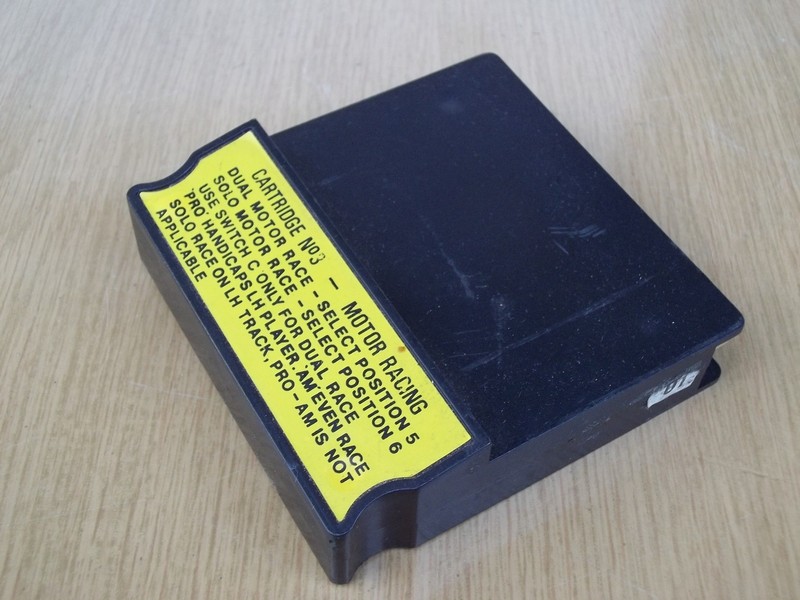 CARTRIDGE No3 — MOTOR RACING
DUAL MOTOR RACE – SELECT POSITION 5
SOLO MOTOR RACE – SELECT POSITION 6
USE SWITCH C ONLY FOR DUAL RACE
'PRO' HANDICAPS LH PLAYER. 'AM' EVEN RACE
SOLO RACE ON LH TRACK, PRO–AM IS NOT
APPLICABLE